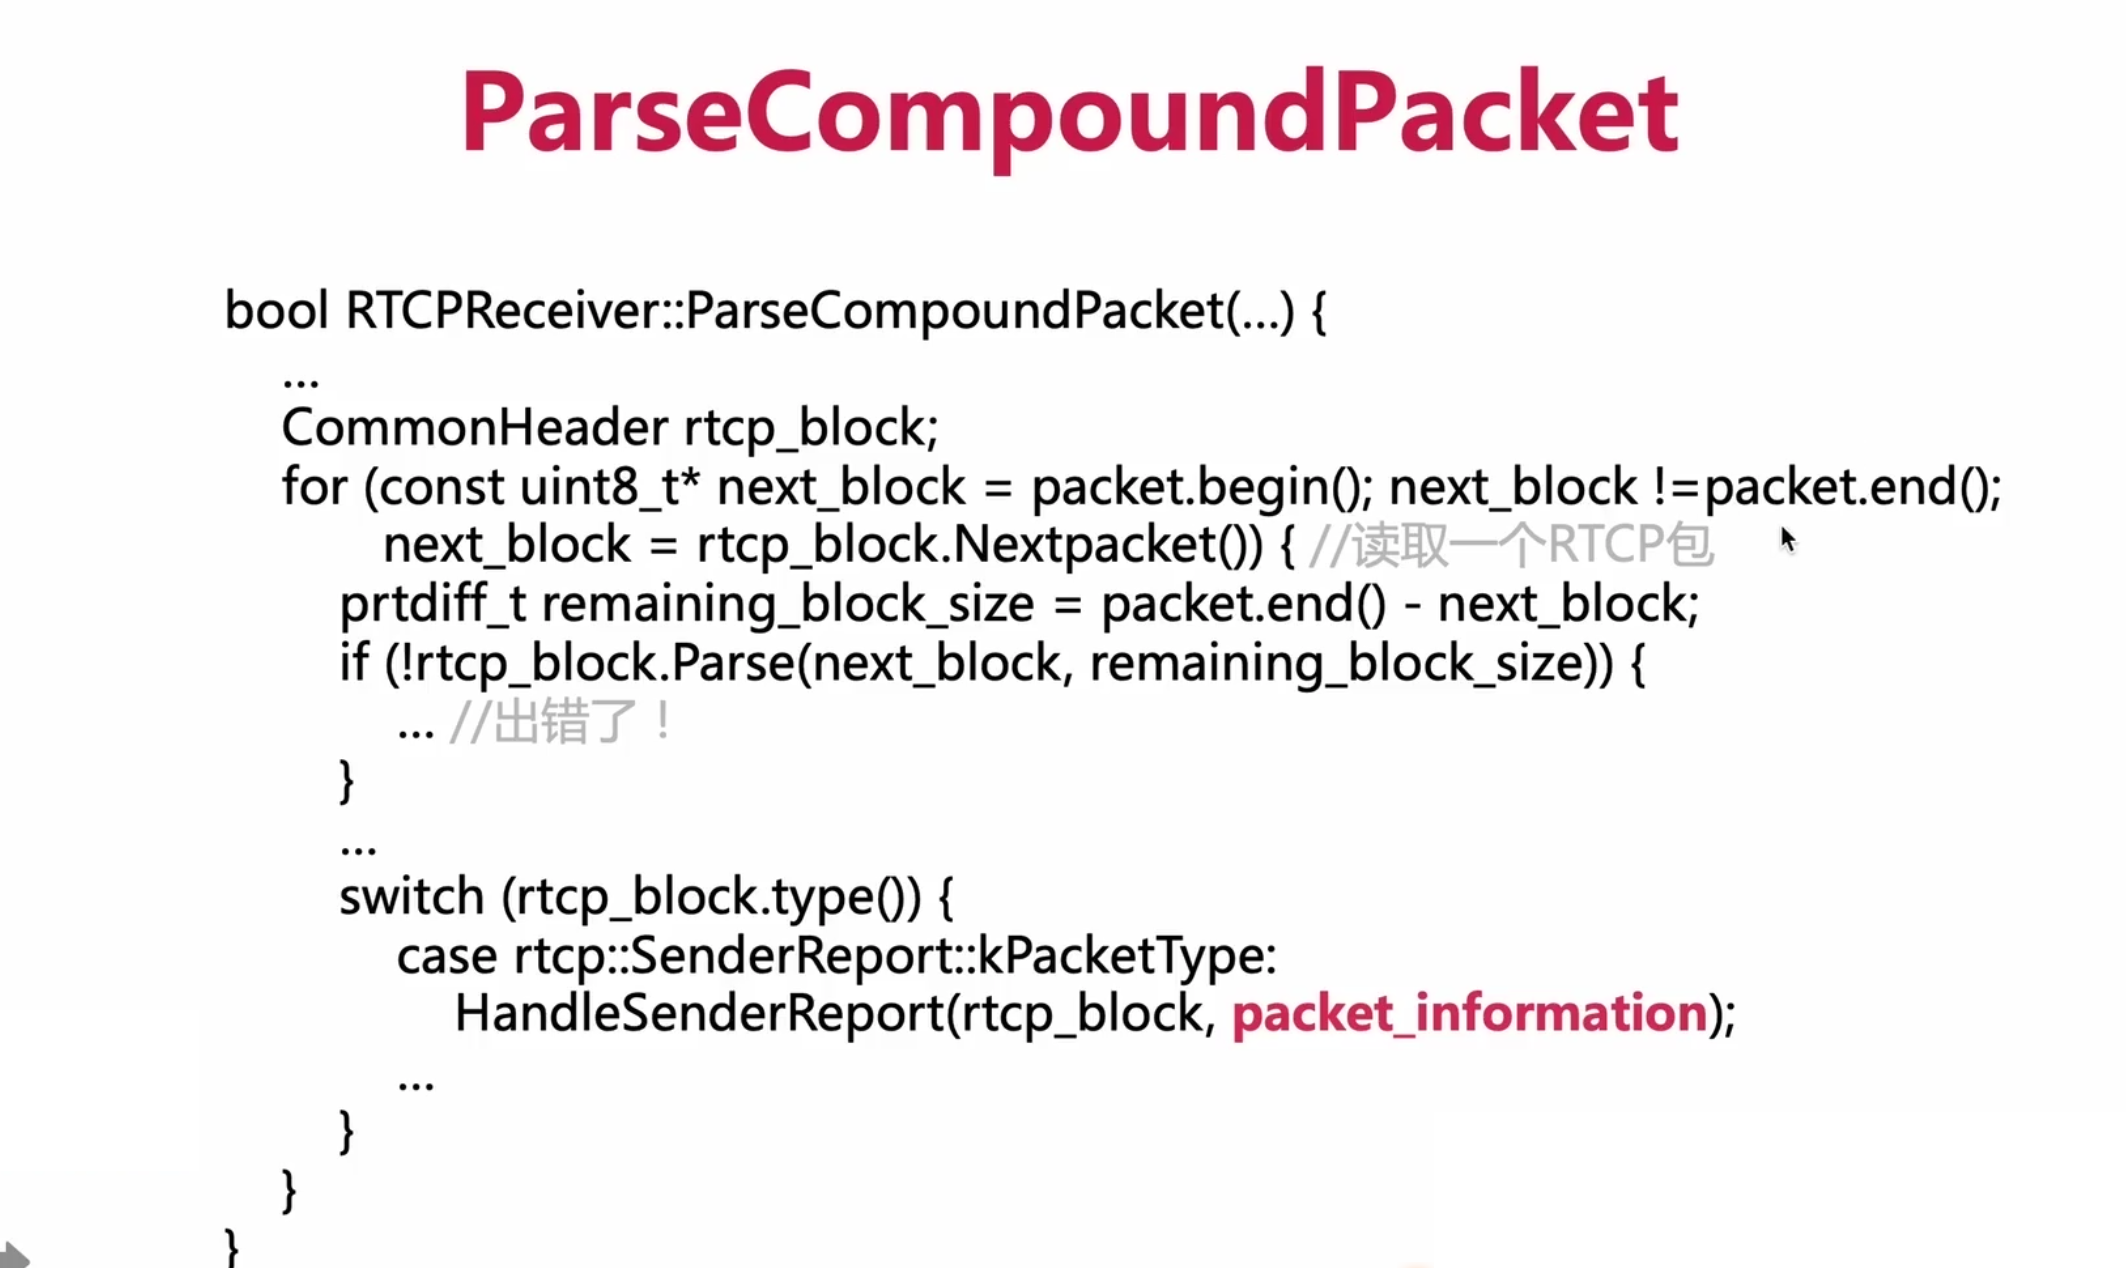 ParseCompoundPacket
bool RTCPReceiver::ParseCompoundPacket(...) {
...
CommonHeader rtcp_block;
for (const uint8_t* next_block = packet.begin(); next_block !=packet.end();
next_block = rtcp_block.Nextpacket()) { //读取一个RTCP包
prtdiff_t remaining_block_size = packet.end() - next_block;
if (!rtcp_block.Parse(next_block, remaining_block_size)) {
... //出错了！
}
...
switch (rtcp_block.type()) {
case rtcp::SenderReport::kPacketType:
HandleSenderReport(rtcp_block, packet_information);
...
}
}
}